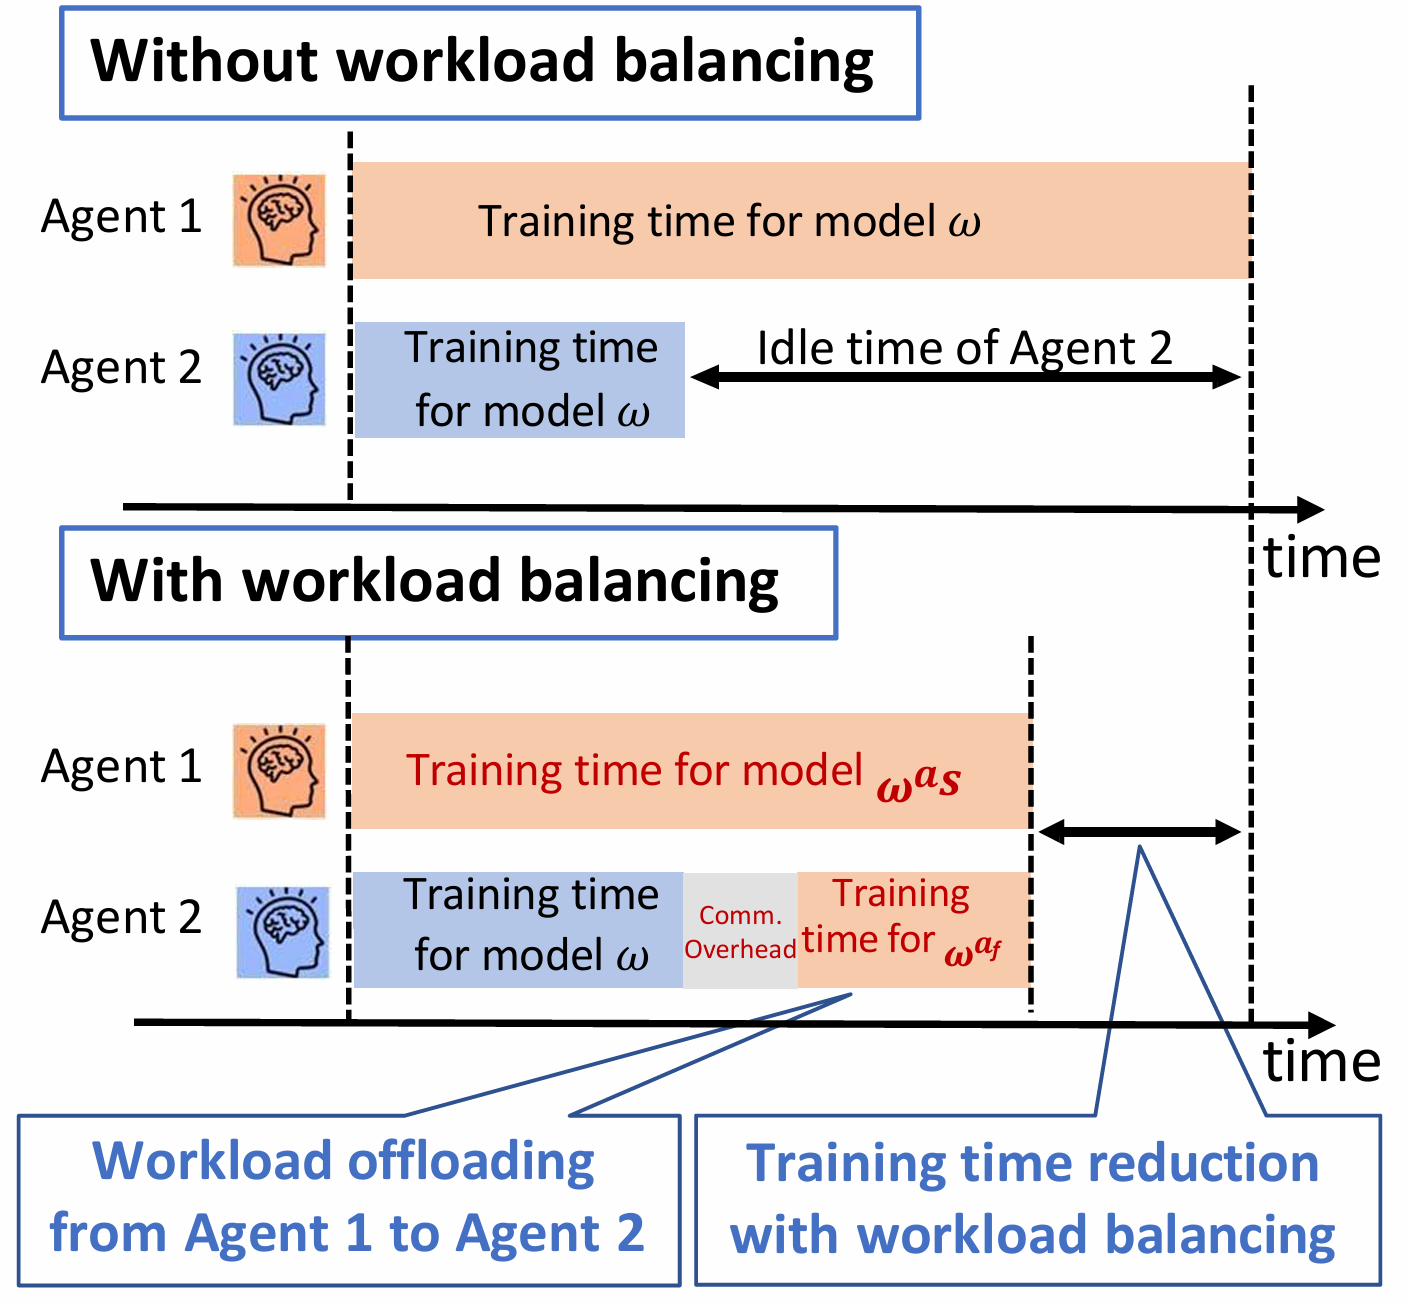 Without workload balancing
Agent 1
Training time for model ω
Agent 2
Training time
for model ω
Idle time of Agent 2
time
With workload balancing
Agent 1
Training time for model ω^{a_s}
Agent 2
Training time
for model ω
Comm.
Overhead
Training
time for ω^{a_f}
time
Workload offloading
from Agent 1 to Agent 2
Training time reduction
with workload balancing